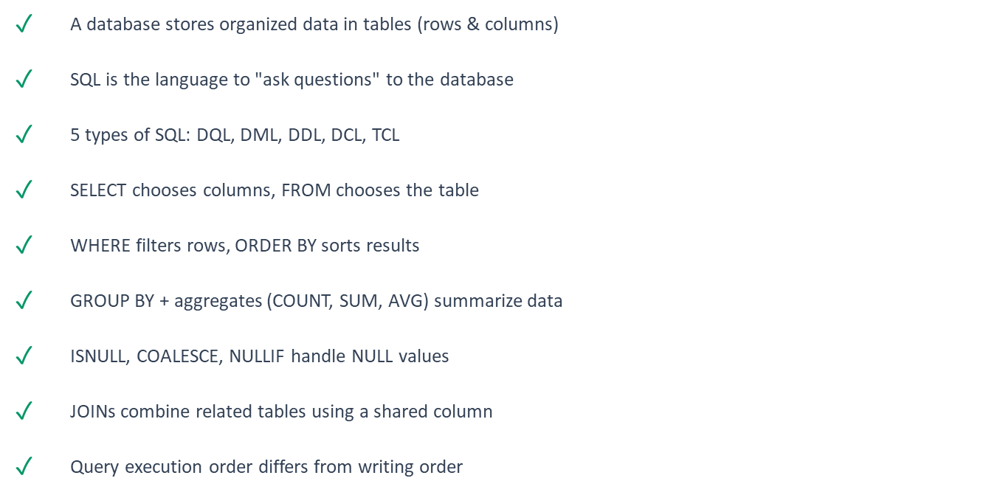 ✓ A database stores organized data in tables (rows & columns)
✓ SQL is the language to "ask questions" to the database
✓ 5 types of SQL: DQL, DML, DDL, DCL, TCL
✓ SELECT chooses columns, FROM chooses the table
✓ WHERE filters rows, ORDER BY sorts results
✓ GROUP BY + aggregates (COUNT, SUM, AVG) summarize data
✓ ISNULL, COALESCE, NULLIF handle NULL values
✓ JOINs combine related tables using a shared column
✓ Query execution order differs from writing order